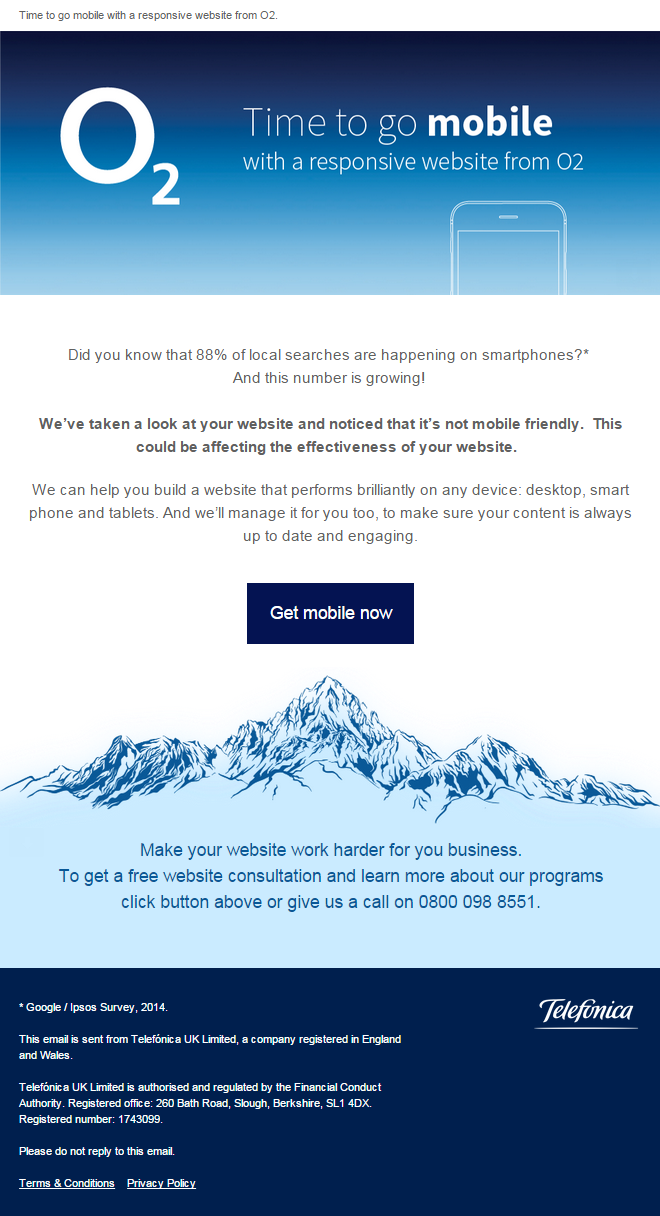 Time to go mobile with a responsive website from O2.
O2
Time to go mobile
with a responsive website from O2
Did you know that 88% of local searches are happening on smartphones?*
And this number is growing!
We've taken a look at your website and noticed that it's not mobile friendly.  This
could be affecting the effectiveness of your website.
We can help you build a website that performs brilliantly on any device: desktop, smart
phone and tablets. And we'll manage it for you too, to make sure your content is always
up to date and engaging.
Get mobile now
Make your website work harder for you business.
To get a free website consultation and learn more about our programs
click button above or give us a call on 0800 098 8551.
* Google / Ipsos Survey, 2014.
Telefónica
This email is sent from Telefónica UK Limited, a company registered in England
and Wales.
Telefónica UK Limited is authorised and regulated by the Financial Conduct
Authority. Registered office: 260 Bath Road, Slough, Berkshire, SL1 4DX.
Registered number: 1743099.
Please do not reply to this email.
Terms & Conditions Privacy Policy